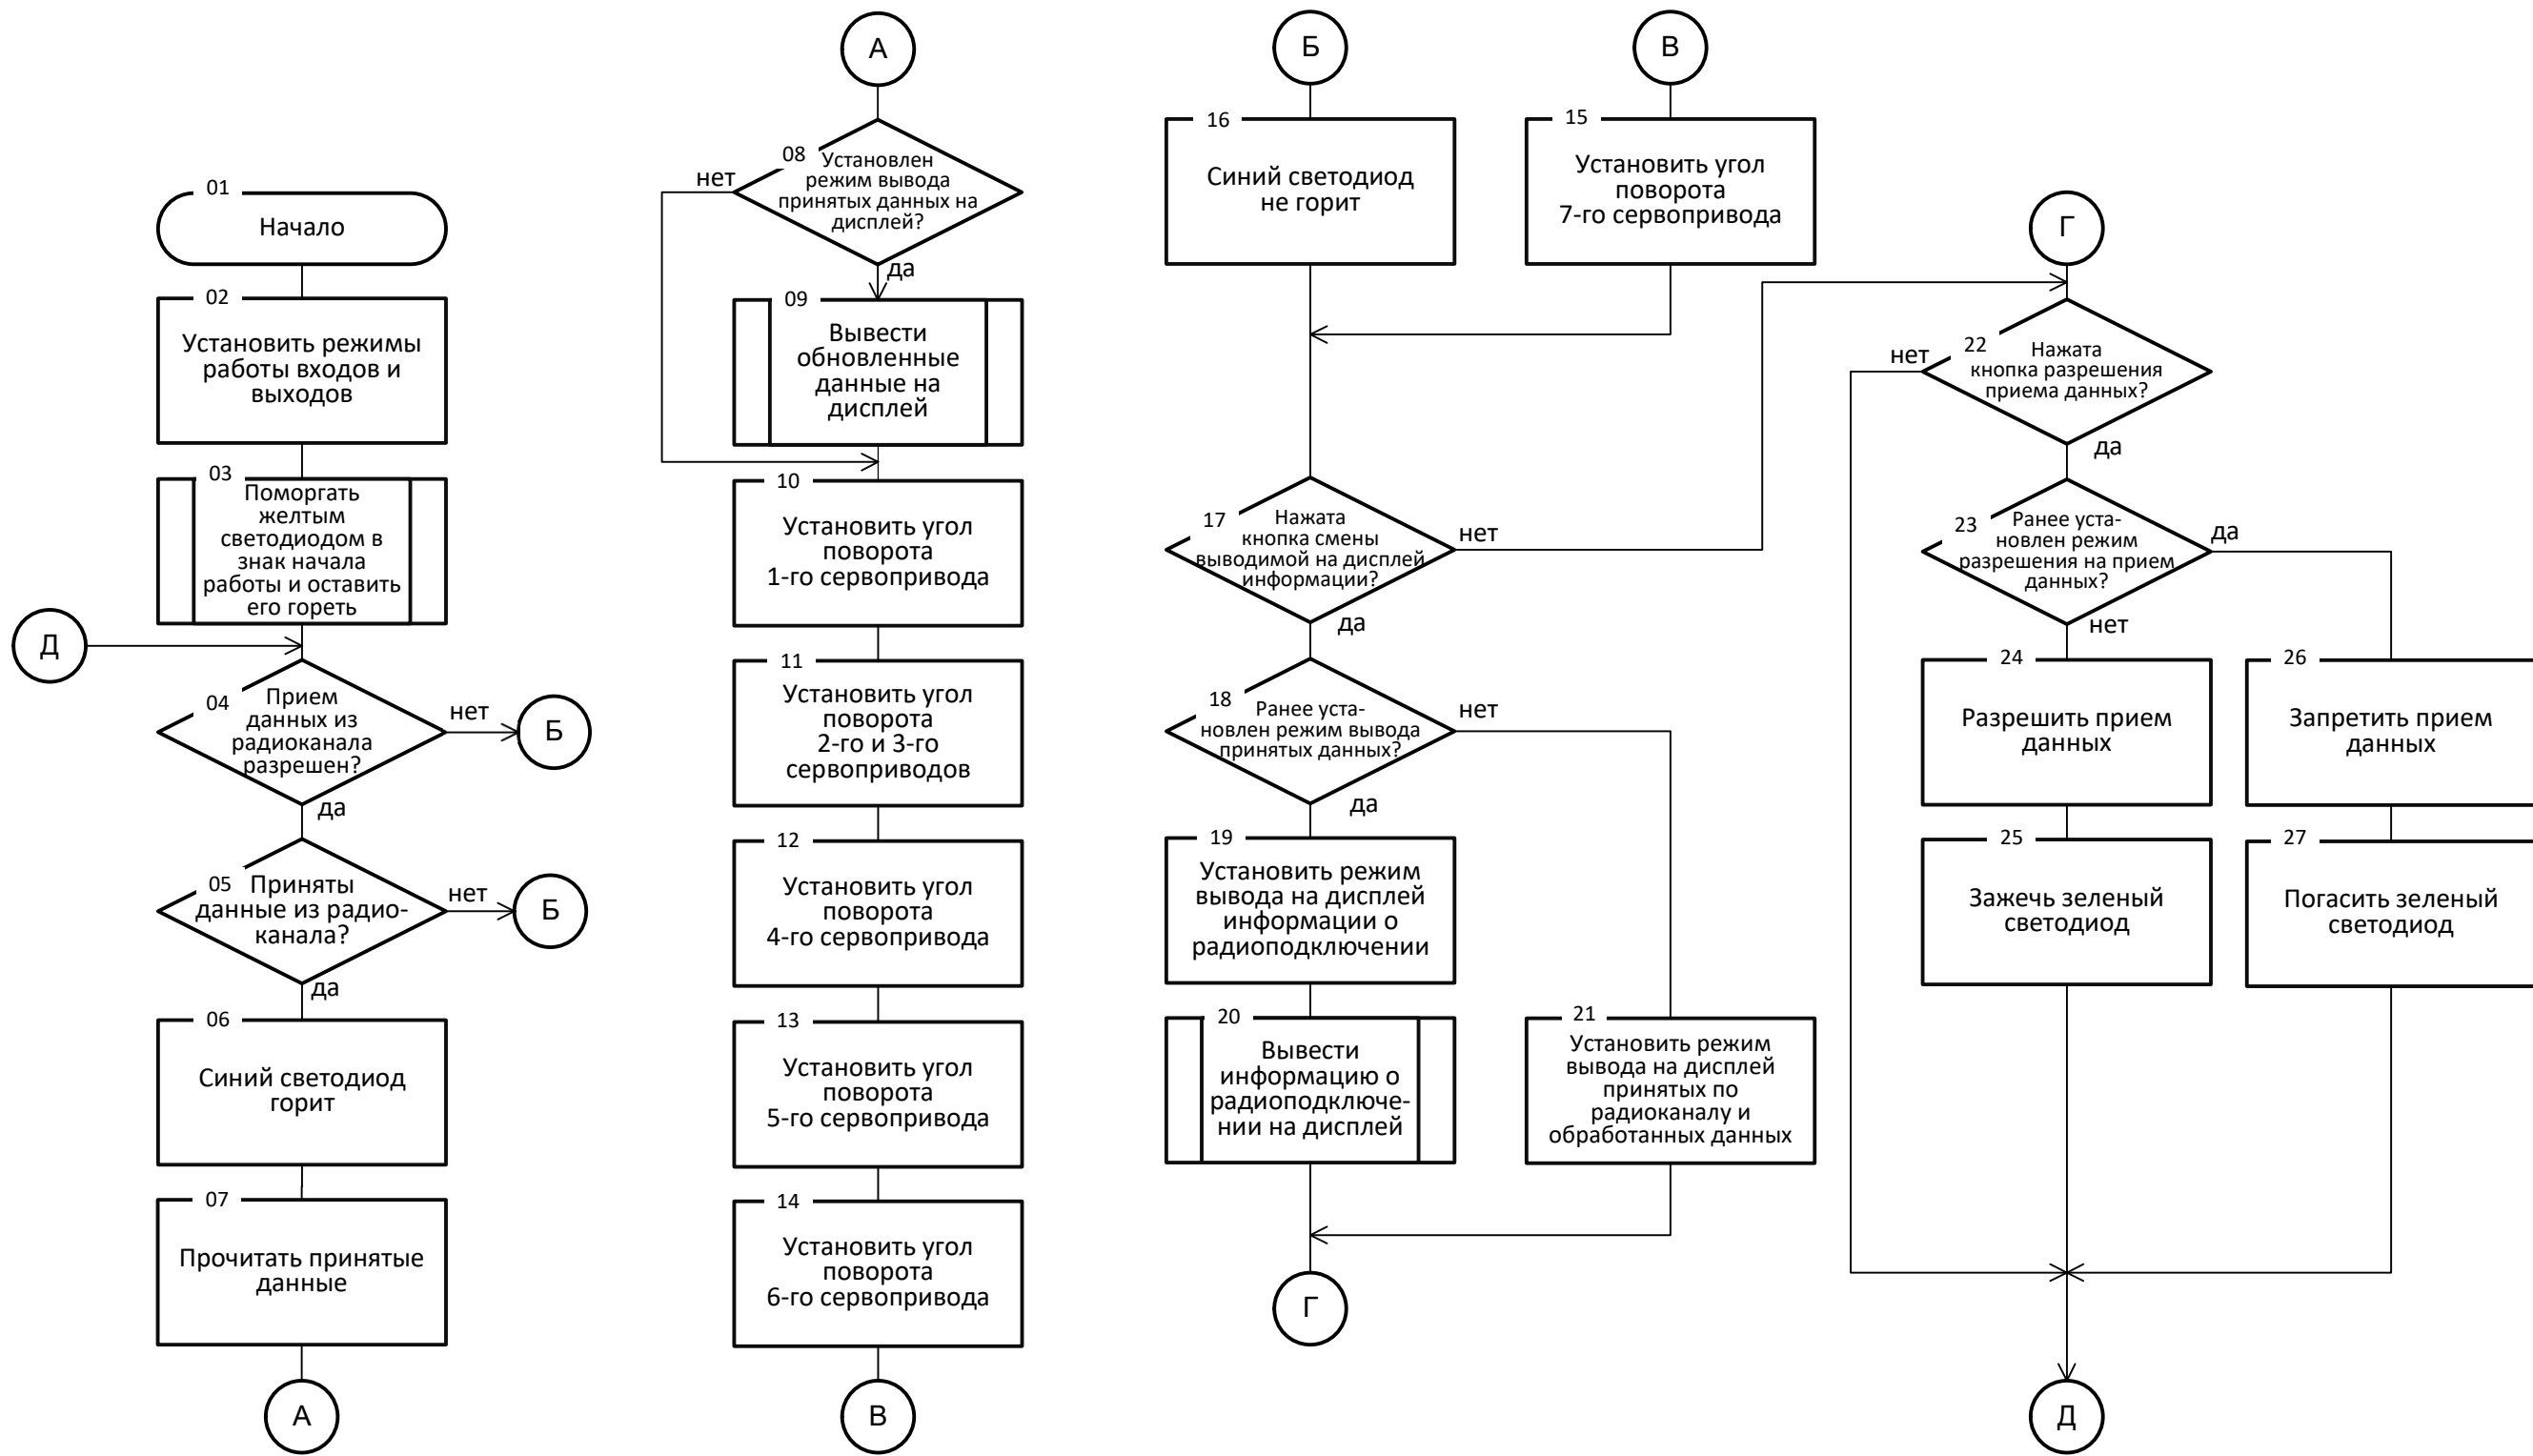 01
Начало
02
Установить режимы
работы входов и
выходов
03
Поморгать
желтым
светодиодом в
знак начала
работы и оставить
его гореть
Д
04
Прием
данных из
радиоканала
разрешен?
нет
Б
да
05
Приняты
данные из радио-
канала?
нет
Б
да
06
Синий светодиод
горит
07
Прочитать принятые
данные
А
А
08
Установлен
режим вывода
принятых данных на
дисплей?
нет
да
09
Вывести
обновленные
данные на
дисплей
10
Установить угол
поворота
1-го сервопривода
11
Установить угол
поворота
2-го и 3-го
сервоприводов
12
Установить угол
поворота
4-го сервопривода
13
Установить угол
поворота
5-го сервопривода
14
Установить угол
поворота
6-го сервопривода
В
Б
16
Синий светодиод
не горит
В
15
Установить угол
поворота
7-го сервопривода
17
Нажата
кнопка смены
выводимой на дисплей
информации?
нет
да
18
Ранее уста-
новлен режим вывода
принятых данных?
нет
да
19
Установить режим
вывода на дисплей
информации о
радиоподключении
20
Вывести
информацию о
радиоподключе-
нии на дисплей
21
Установить режим
вывода на дисплей
принятых по
радиоканалу и
обработанных данных
Г
Г
22
Нажата
кнопка разрешения
приема данных?
нет
да
23
Ранее уста-
новлен режим
разрешения на прием
данных?
да
нет
24
Разрешить прием
данных
25
Зажечь зеленый
светодиод
26
Запретить прием
данных
27
Погасить зеленый
светодиод
Д